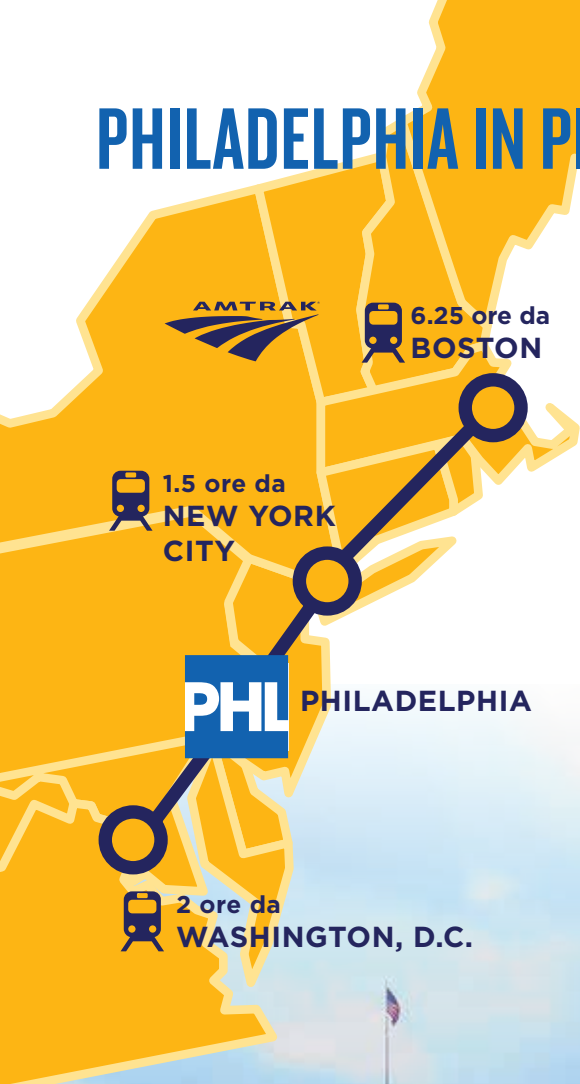 PHILADELPHIA IN
AMTRAK
6.25 ore da
BOSTON
1.5 ore da
NEW YORK
CITY
PHL
PHILADELPHIA
2 ore da
WASHINGTON, D.C.